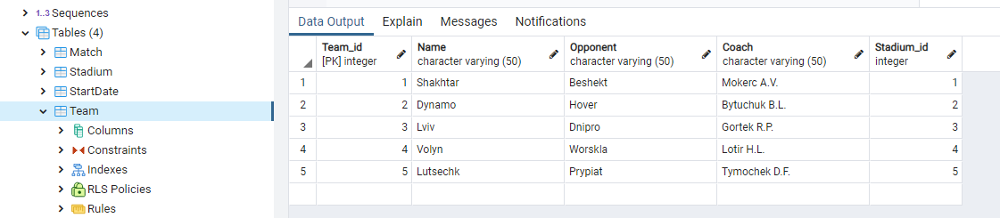 1..3 Sequences
Tables (4)
Match
Stadium
StartDate
Team
Columns
Constraints
Indexes
RLS Policies
Rules
Data Output Explain Messages Notifications
Team_id Name Opponent Coach Stadium_id
[PK] integer character varying (50) character varying (50) character varying (50) integer
1 1 Shakhtar Beshekt Mokerc A.V. 1
2 2 Dynamo Hover Bytuchuk B.L. 2
3 3 Lviv Dnipro Gortek R.P. 3
4 4 Volyn Worskla Lotir H.L. 4
5 5 Lutsechk Prypiat Tymochek D.F. 5